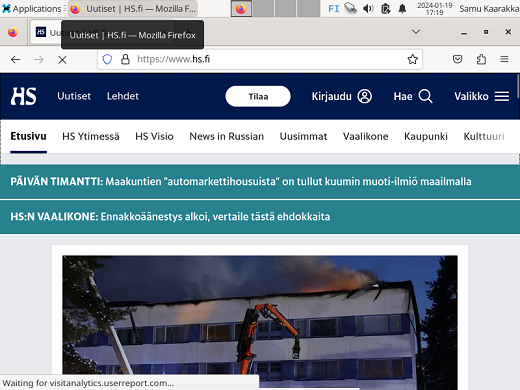 Applications
Uutiset | HS.fi — Mozilla F...
FI
2024-01-19
17:19
Samu Kaarakka
HS
Uutiset | HS.fi — Mozilla Firefox
https://www.hs.fi
HS
Uutiset
Lehdet
Tilaa
Kirjaudu
Hae
Valikko
Etusivu
HS Ytimessä
HS Visio
News in Russian
Uusimmat
Vaalikone
Kaupunki
Kulttuuri
PÄIVÄN TIMANTTI: Maakuntien ”automarkettihousuista” on tullut kuumin muoti-ilmiö maailmalla
HS:N VAALIKONE: Ennakkoäänestys alkoi, vertaile tästä ehdokkaita
Waiting for visitanalytics.userreport.com...